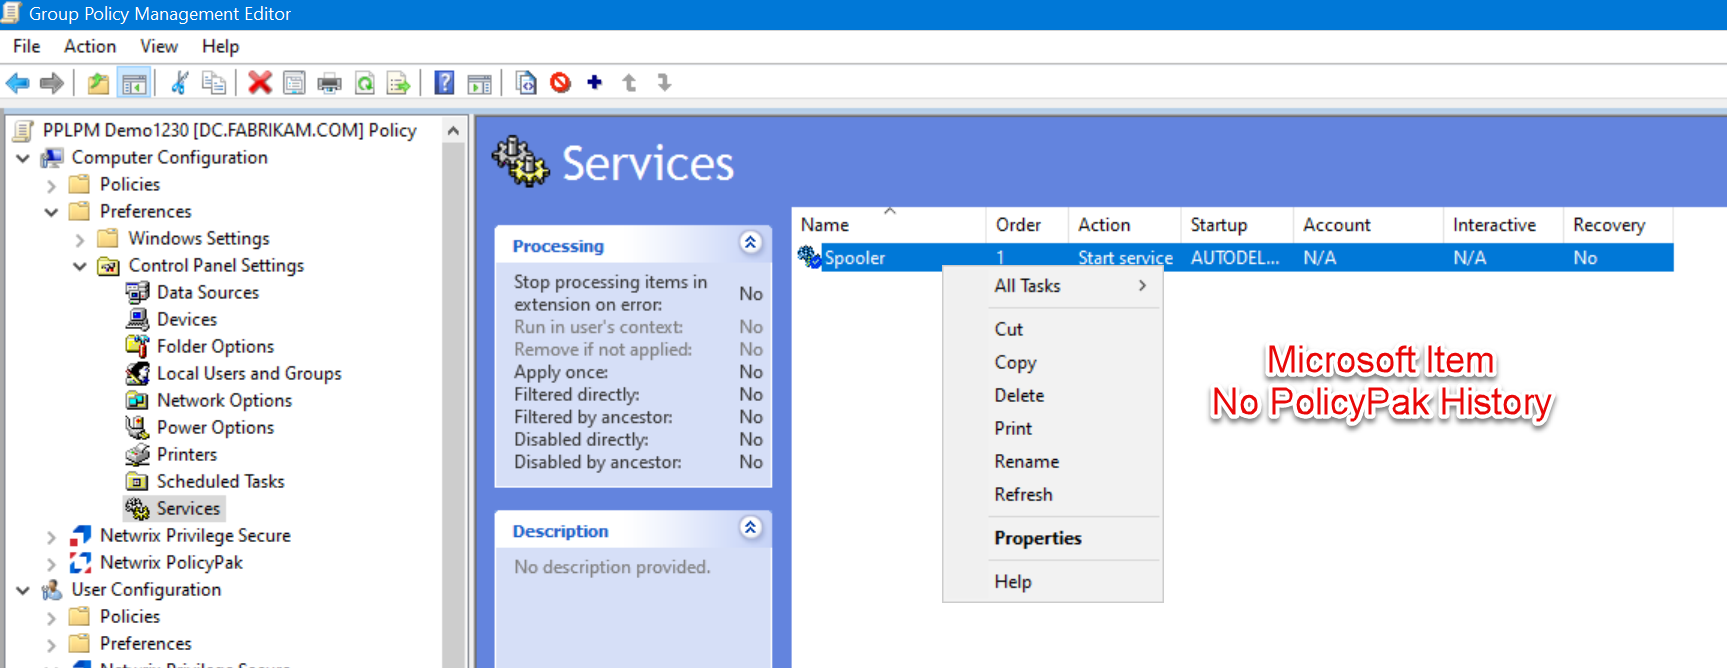 Group Policy Management Editor
File Action View Help
PPLPM Demo1230 [DC.FABRIKAM.COM] Policy
Computer Configuration
Policies
Preferences
Windows Settings
Control Panel Settings
Data Sources
Devices
Folder Options
Local Users and Groups
Network Options
Power Options
Printers
Scheduled Tasks
Services
Netwrix Privilege Secure
Netwrix PolicyPak
User Configuration
Policies
Preferences
Netwrix Privilege Secure
Services
Processing
Stop processing items in
extension on error: No
Run in user's context: No
Remove if not applied: No
Apply once: No
Filtered directly: No
Filtered by ancestor: No
Disabled directly: No
Disabled by ancestor: No
Description
No description provided.
Name Order Action Startup Account Interactive Recovery
Spooler 1 Start service AUTODEL... N/A N/A No
All Tasks
Cut
Copy
Delete
Print
Rename
Refresh
Properties
Help
Microsoft Item
No PolicyPak History